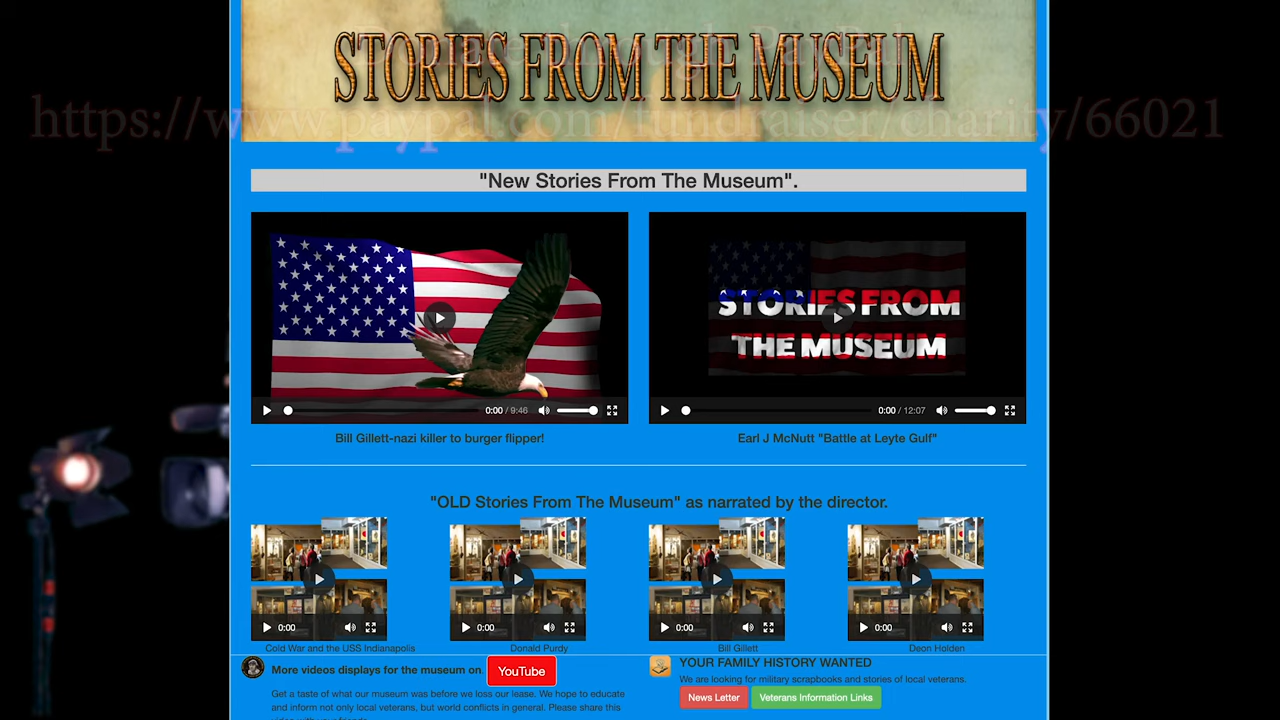 Donate through PayPal
STORIES FROM THE MUSEUM
https://www.paypal.com/fundraiser/charity/66021
"New Stories From The Museum".
STORIES FROM
THE MUSEUM
0:00 / 9:46
0:00 / 12:07
Bill Gillett-nazi killer to burger flipper!
Earl J McNutt "Battle at Leyte Gulf"
"OLD Stories From The Museum" as narrated by the director.
0:00
0:00
0:00
0:00
Cold War and the USS Indianapolis
Donald Purdy
Bill Gillett
Deon Holden
More videos displays for the museum on.
YouTube
Get a taste of what our museum was before we loss our lease. We hope to educate
and inform not only local veterans, but world conflicts in general. Please share this
YOUR FAMILY HISTORY WANTED
We are looking for military scrapbooks and stories of local veterans.
News Letter
Veterans Information Links